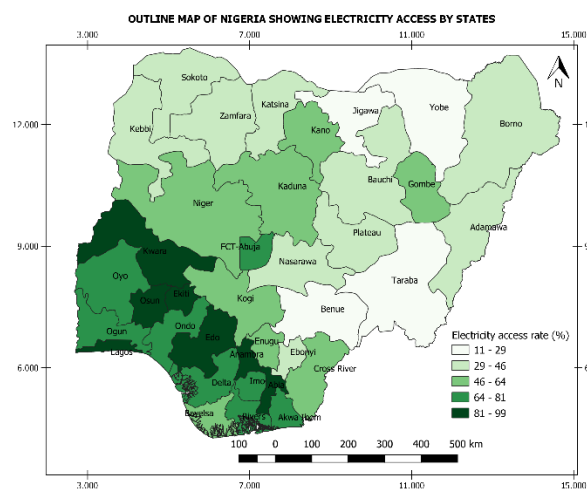 OUTLINE MAP OF NIGERIA SHOWING ELECTRICITY ACCESS BY STATES
3.000 7.000 11.000 15.000
N
Sokoto
Katsina
Jigawa
Yobe
Borno
Zamfara
Kebbi
Kano
12.000 12.000
Kaduna
Bauchi
Gombe
Niger
Adamawa
Plateau
FCT-Abuja
9.000 9.000
Kwara
Nasarawa
Taraba
Oyo
Osun
Ekiti
Kogi
Benue
Ogun
Ondo
Edo
Enugu
Lagos
Anambra
Ebonyi
Cross River
Delta
Imo
Abia
Bayelsa
Rivers
Akwa Ibom
Electricity access rate (%)
11 - 29
29 - 46
46 - 64
64 - 81
81 - 99
6.000 6.000
100 0 100 200 300 400 500 km
3.000 7.000 11.000 15.000